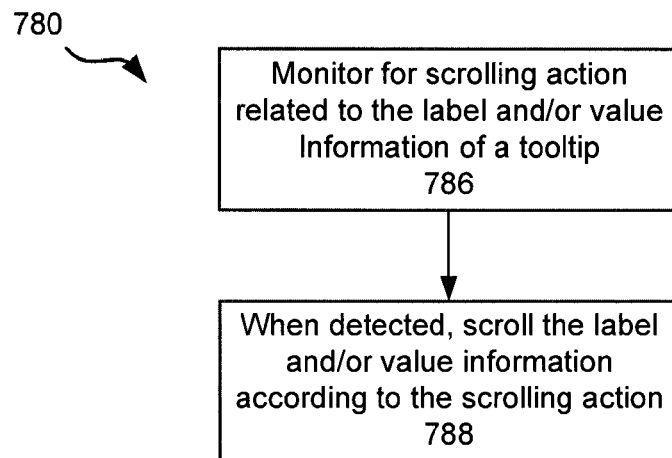 780
Monitor for scrolling action
related to the label and/or value
Information of a tooltip
786
When detected, scroll the label
and/or value information
according to the scrolling action
788